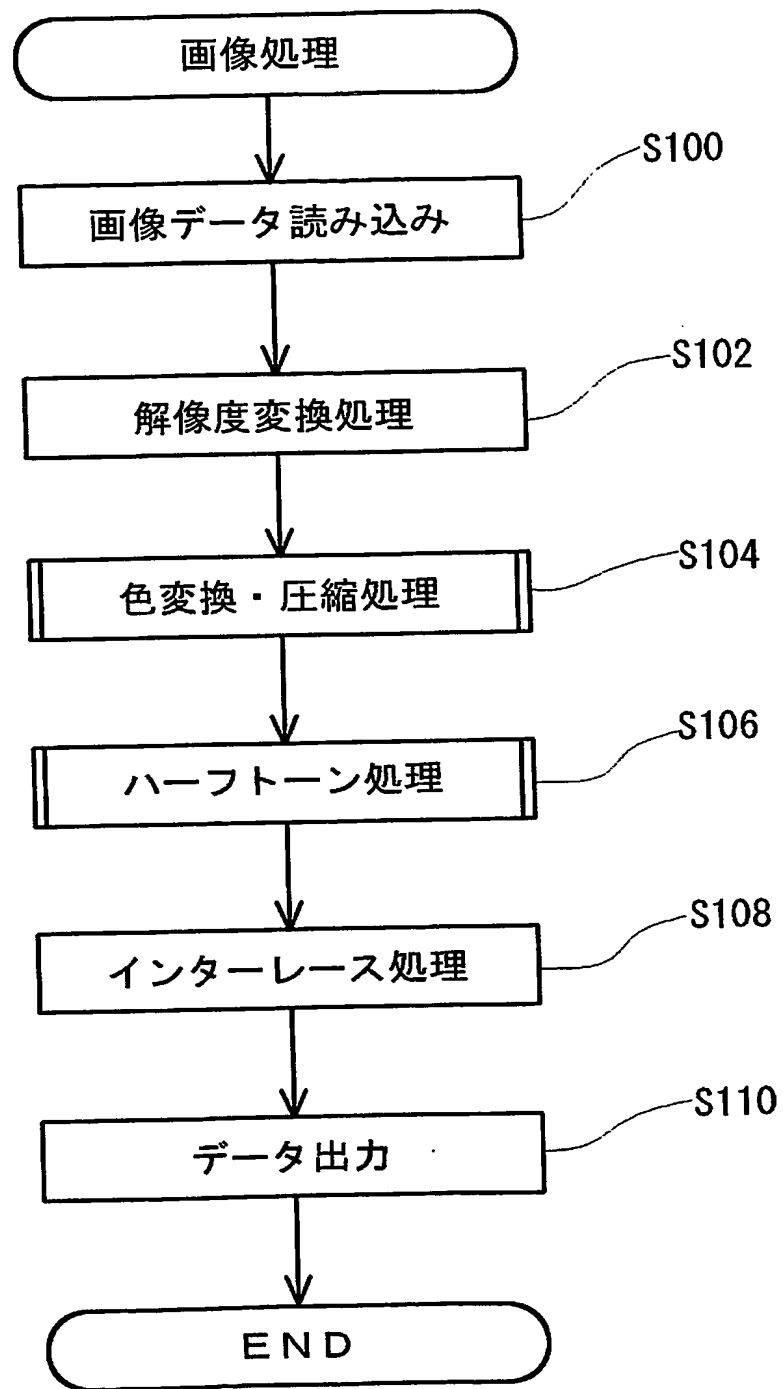 画像処理
S100
画像データ読み込み
S102
解像度変換処理
S104
色変換・圧縮処理
S106
ハーフトーン処理
S108
インターレース処理
S110
データ出力
END